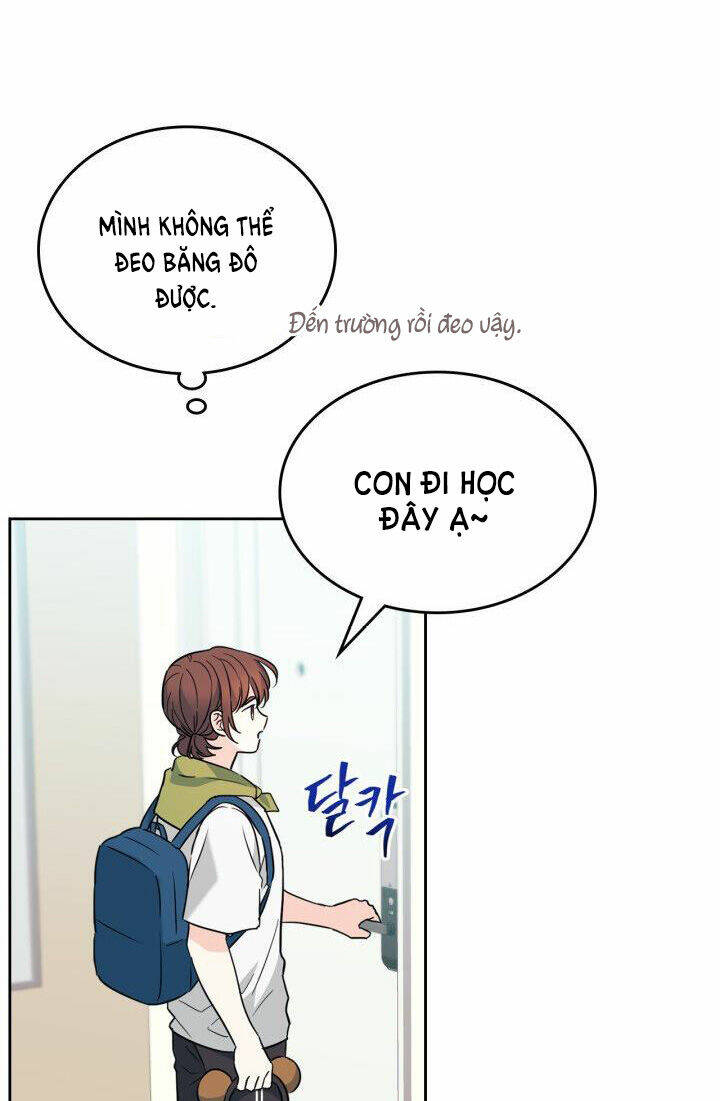 MÌNH KHÔNG THỂ
ĐEO BĂNG ĐÔ
ĐƯỢC.
Đến trường rồi đeo vậy.
CON ĐI HỌC
ĐÂY Ạ~
달칵